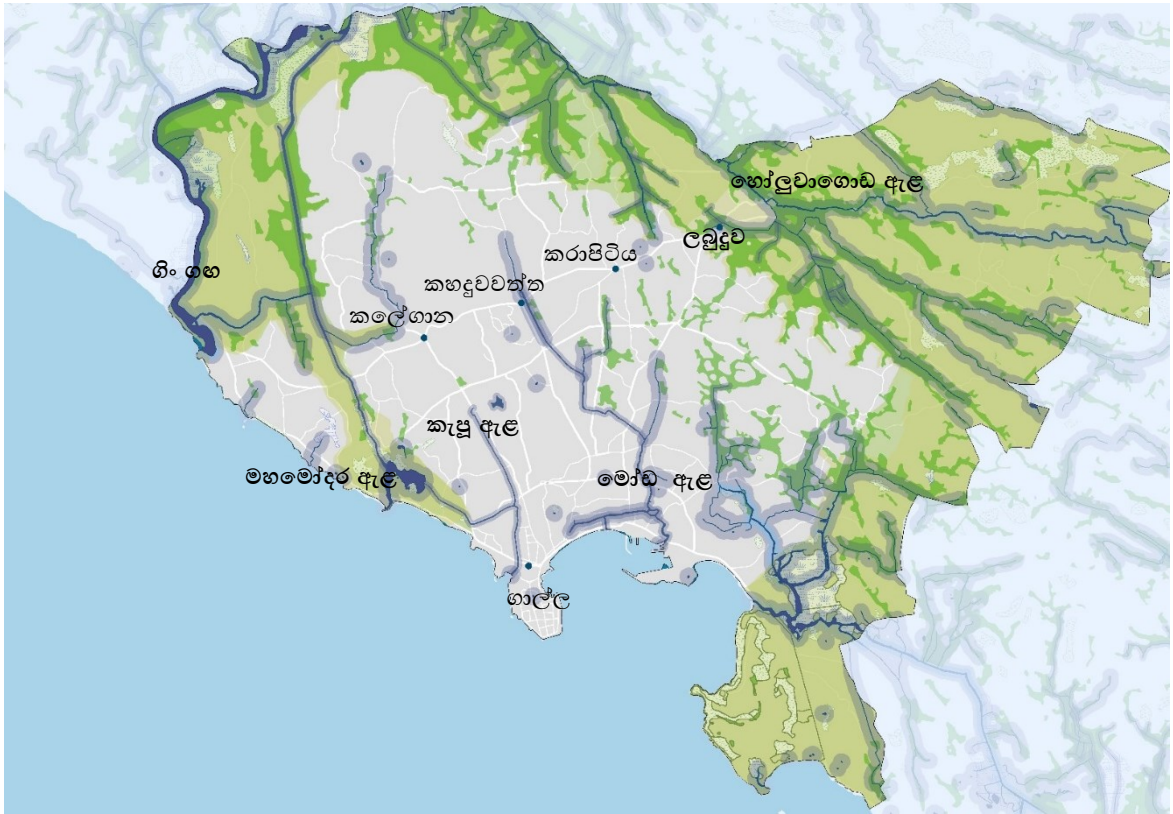 හෝලුවාගොඩ ඇළ
ලබුදූව
කරාපිටිය
ගිං ගඟ
කහදූවවත්ත
කලේගාන
කැපූ ඇළ
මහමෝදර ඇළ
මෝඩ ඇළ
ගාල්ල